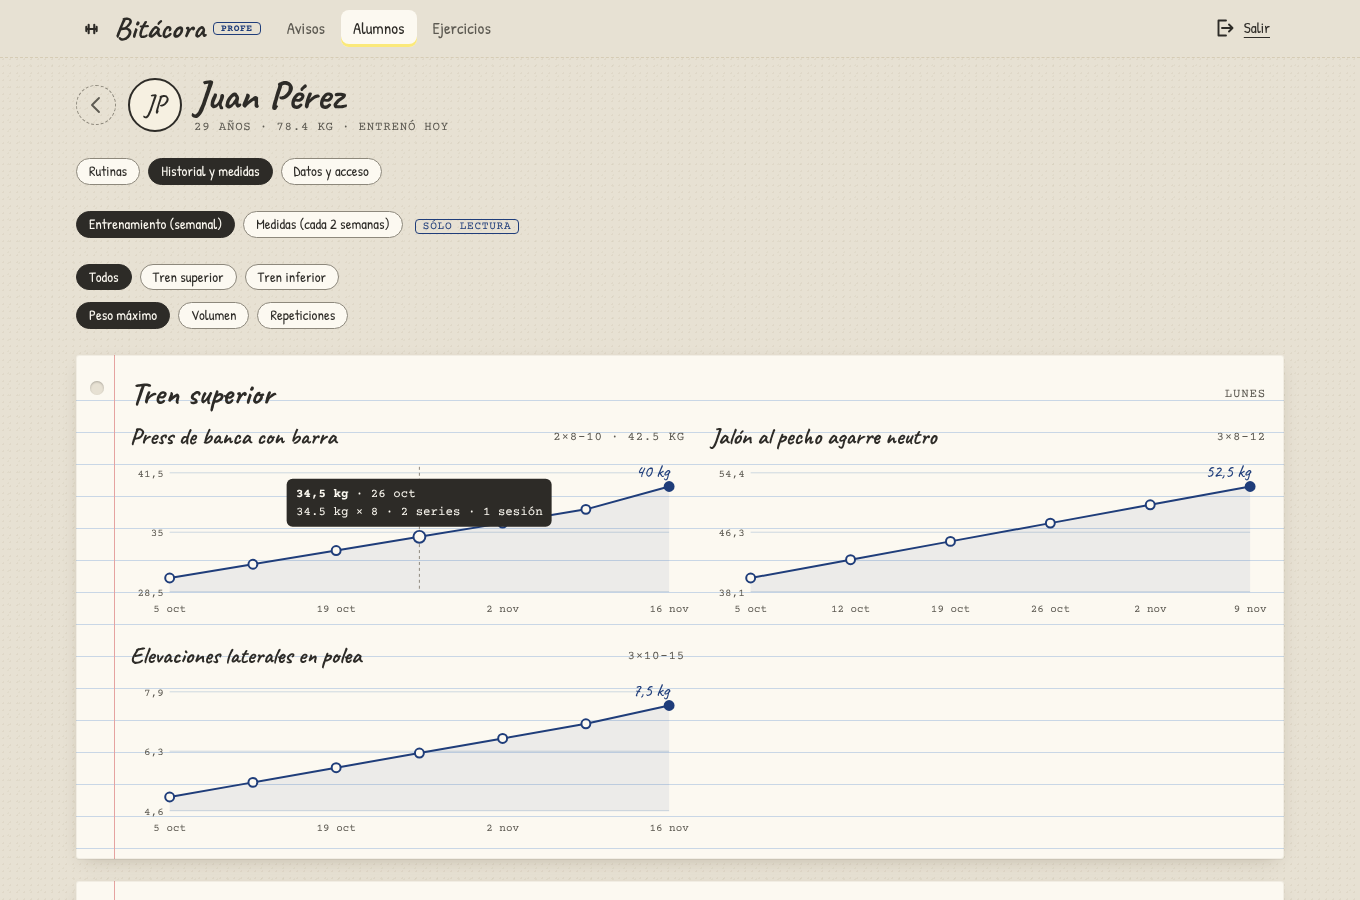 Bitácora PROFE Avisos Alumnos Ejercicios Salir
JP Juan Pérez
29 AÑOS · 78.4 KG · ENTRENÓ HOY
Rutinas Historial y medidas Datos y acceso
Entrenamiento (semanal) Medidas (cada 2 semanas) SÓLO LECTURA
Todos Tren superior Tren inferior
Peso máximo Volumen Repeticiones
Tren superior LUNES
Press de banca con barra 2×8–10 · 42.5 KG
41,5 40 kg
34,5 kg · 26 oct
34.5 kg × 8 · 2 series · 1 sesión
35
28,5
5 oct 19 oct 2 nov 16 nov
Jalón al pecho agarre neutro 3×8–12
54,4 52,5 kg
46,3
38,1
5 oct 12 oct 19 oct 26 oct 2 nov 9 nov
Elevaciones laterales en polea 3×10–15
7,9 7,5 kg
6,3
4,6
5 oct 19 oct 2 nov 16 nov